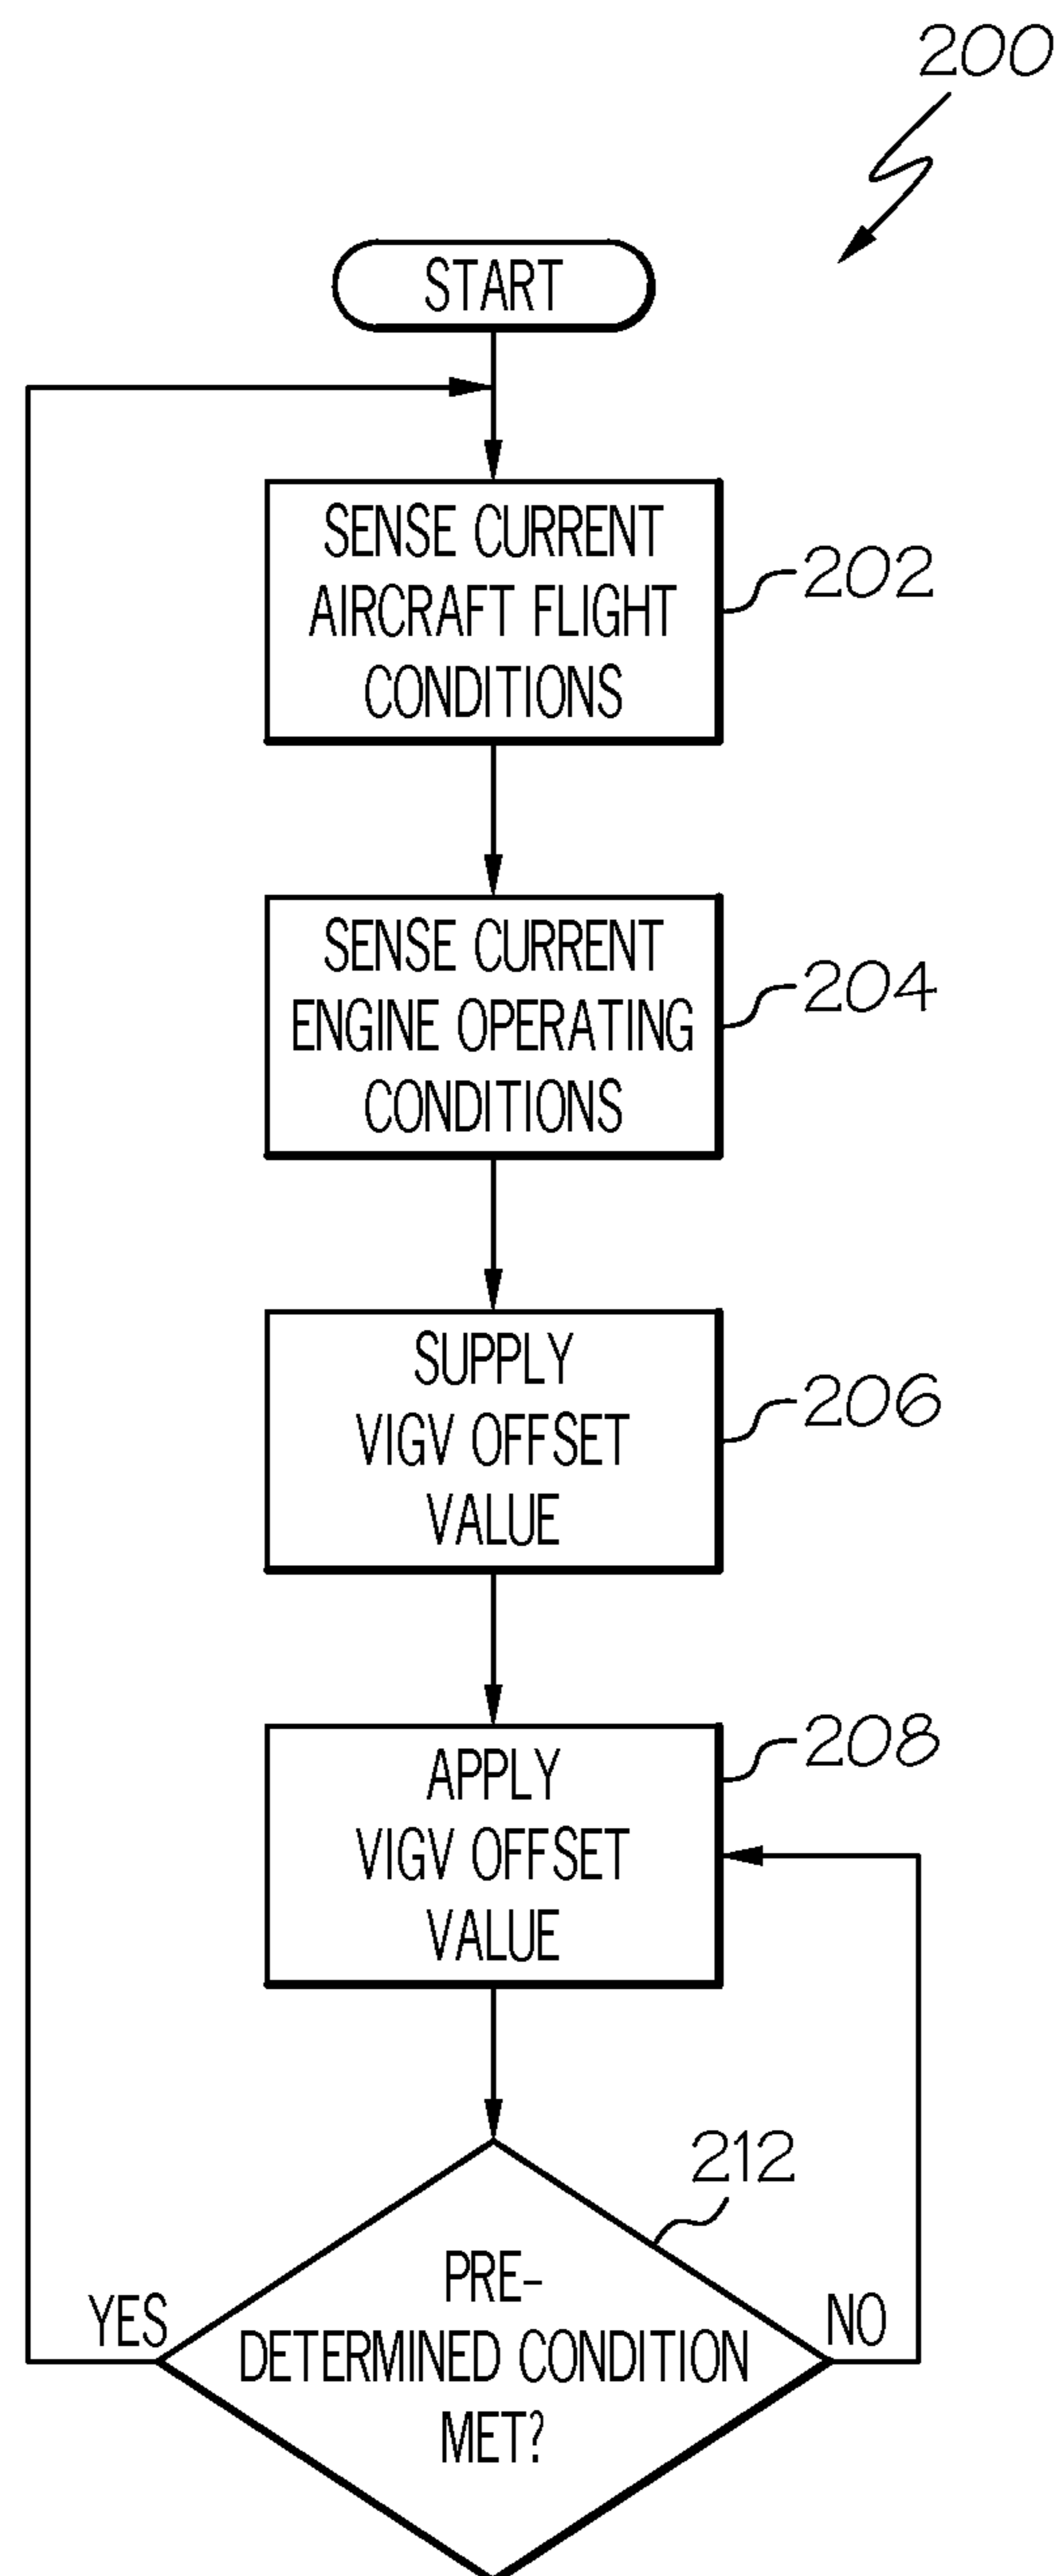 200
START
SENSE CURRENT
AIRCRAFT FLIGHT
CONDITIONS
202
SENSE CURRENT
ENGINE OPERATING
CONDITIONS
204
SUPPLY
VIGV OFFSET
VALUE
206
APPLY
VIGV OFFSET
VALUE
208
212
PRE-
DETERMINED CONDITION
MET?
YES
NO